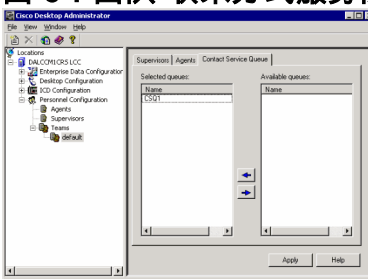 Cisco Desktop Administrator
File View Window Help
Locations
DALCCM1CRS LCC
Enterprise Data Configuration
Desktop Configuration
ICD Configuration
Personnel Configuration
Agents
Supervisors
Teams
default
Supervisors Agents Contact Service Queue
Selected queues:
Name
CSQ1
Available queues:
Name
Apply Help